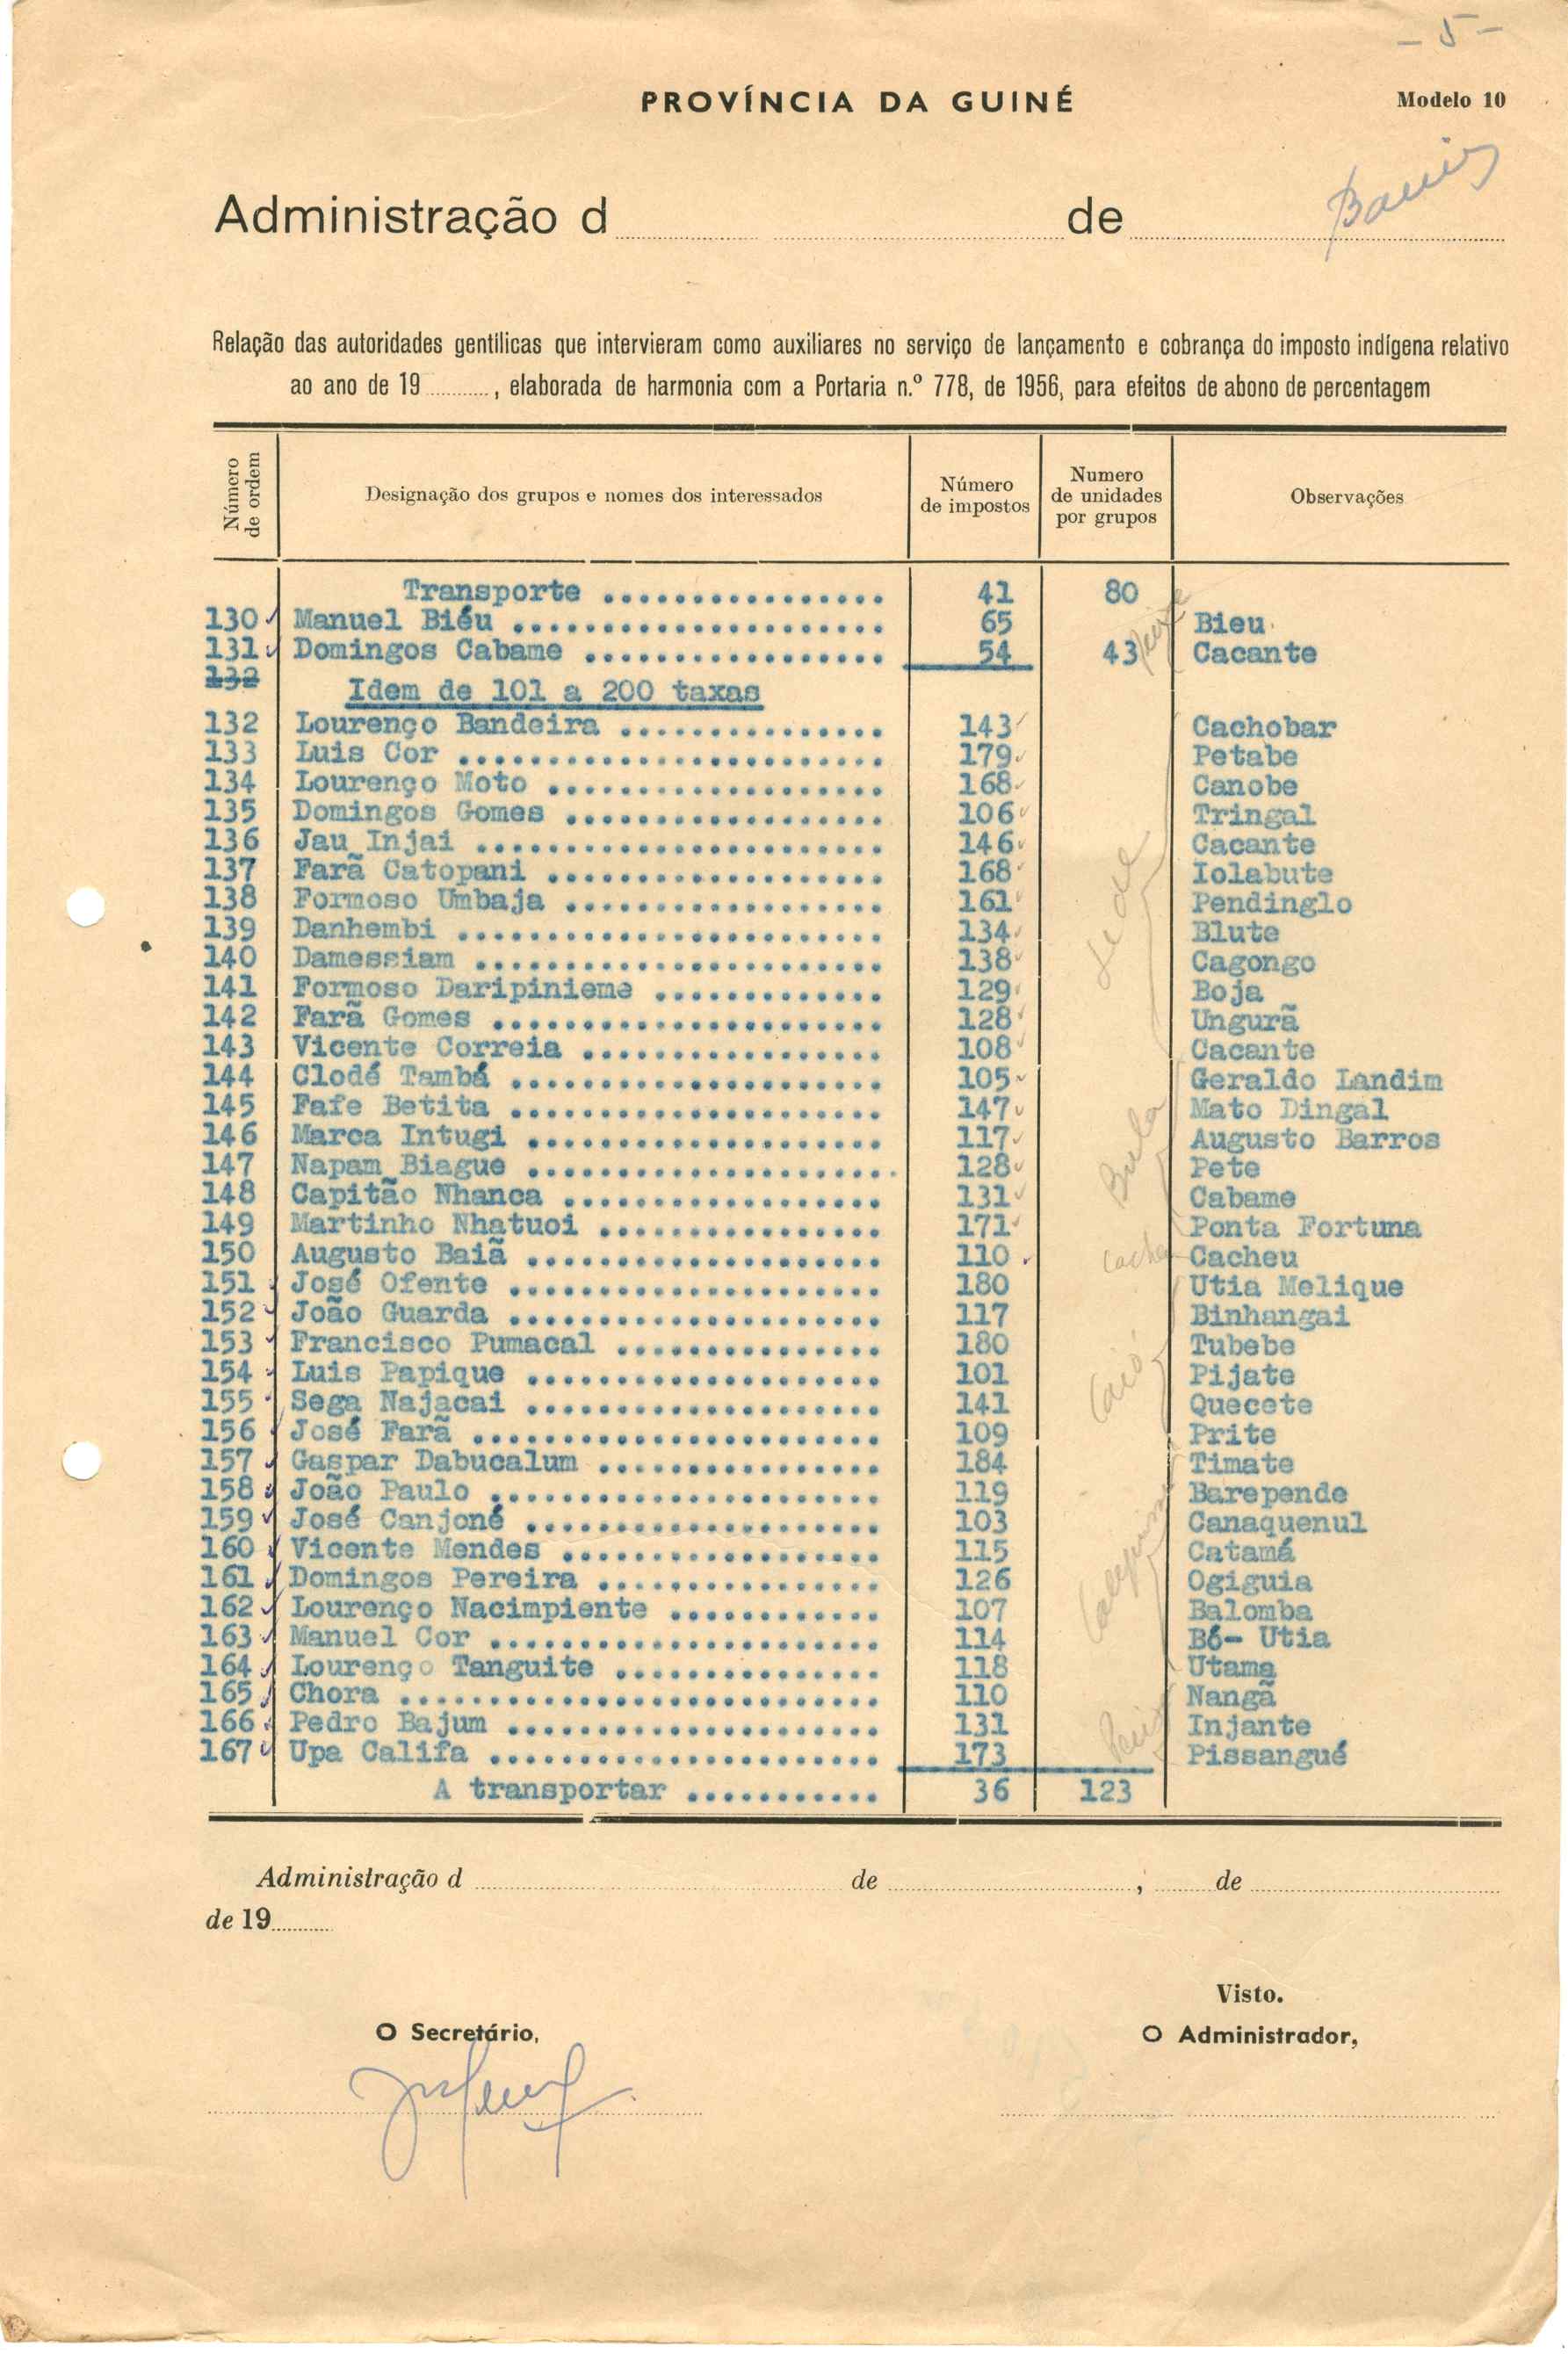 - 5 -
PROVÍNCIA DA GUINÉ
Modelo 10
Administração d de
Relação das autoridades gentílicas que intervieram como auxiliares no serviço de lançamento e cobrança do imposto indígena relativo
ao ano de 19 , elaborada de harmonia com a Portaria n.º 778, de 1956, para efeitos de abono de percentagem
Número de ordem Designação dos grupos e nomes dos interessados Número de impostos Numero de unidades por grupos Observações
Transporte ................ 41 80
130 Manuel Biéu ..................... 65 Bieu
131 Domingos Cabame ................. 54 43 Cacante
132
Idem de 101 a 200 taxas
132 Lourenço Bandeira ............... 143 Cachobar
133 Luis Cor ........................ 179 Petabe
134 Lourenço Moto ................... 168 Canobe
135 Domingos Gomes .................. 106 Tringal
136 Jau Injai ....................... 146 Cacante
137 Farã Catopani ................... 168 Iolabute
138 Formoso Umbaja .................. 161 Pendinglo
139 Danhembi ........................ 134 Blute
140 Damessiam ....................... 138 Cagongo
141 Formoso Daripinieme ............. 129 Boja
142 Farã Gomes ...................... 128 Ungurã
143 Vicente Correia ................. 108 Cacante
144 Clodé Tambá ..................... 105 Geraldo Landim
145 Fafe Betita ..................... 147 Mato Dingal
146 Marca Intugi .................... 117 Augusto Barros
147 Napam Biague ..................... 128 Pete
148 Capitão Nhanca .................. 131 Cabame
149 Martinho Nhatuoi ................ 171 Ponta Fortuna
150 Augusto Baiã .................... 110 Cacheu Cacheu
151 José Ofente ..................... 180 Utia Melique
152 João Guarda ..................... 117 Binhangai
153 Francisco Pumacal ............... 180 Tubebe
154 Luis Papique .................... 101 Pijate
155 Sega Najacai .................... 141 Quecete
156 José Farã ....................... 109 Prite
157 Gaspar Dabucalum ................ 184 Timate
158 João Paulo ...................... 119 Barepende
159 José Canjoné .................... 103 Canaquenul
160 Vicente Mendes .................. 115 Catamá
161 Domingos Pereira ................ 126 Ogiguia
162 Lourenço Nacimpiente ............ 107 Balomba
163 Manuel Cor ...................... 114 Bó- Utia
164 Lourenço Tanguite ............... 118 Utama
165 Chora ........................... 110 Nangã
166 Pedro Bajum ..................... 131 Injante
167 Upa Califa ...................... 173 Pissangué
A transportar ........... 36 123
Sede
Bula
Caió
Administração d de , de
de 19
Visto.
O Secretário,
O Administrador,